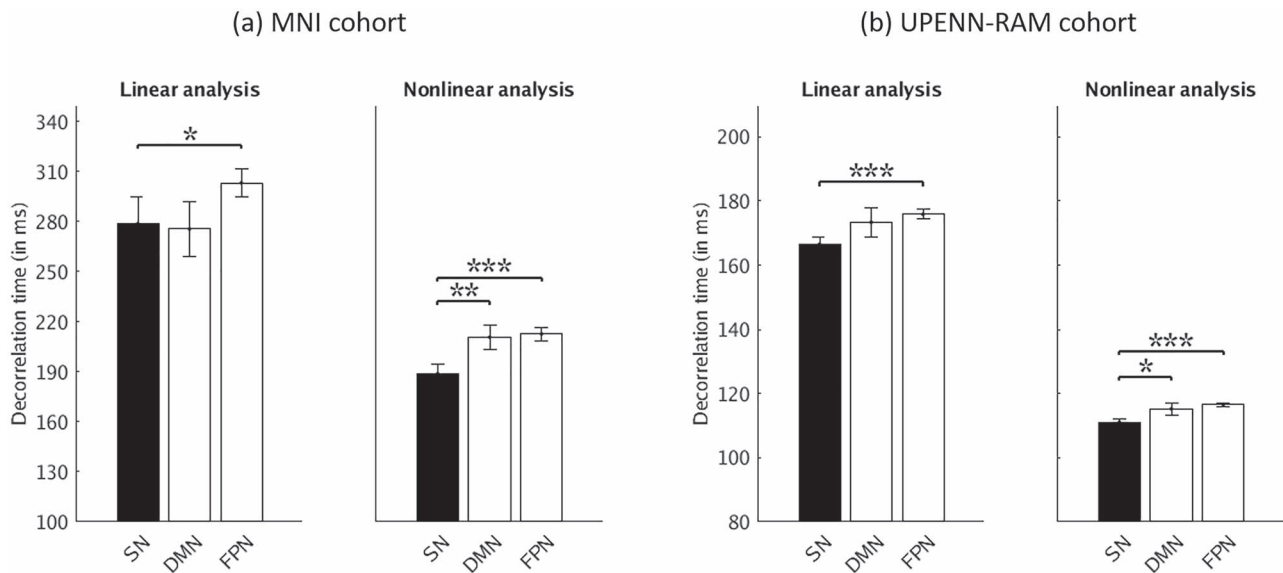 (a) MNI cohort
Linear analysis
Nonlinear analysis
Decorrelation time (in ms)
340
310
280
250
220
190
160
130
100
*
**
***
SN
DMN
FPN
SN
DMN
FPN
(b) UPENN-RAM cohort
Linear analysis
Nonlinear analysis
Decorrelation time (in ms)
200
180
160
140
120
100
80
***
***
*
SN
DMN
FPN
SN
DMN
FPN